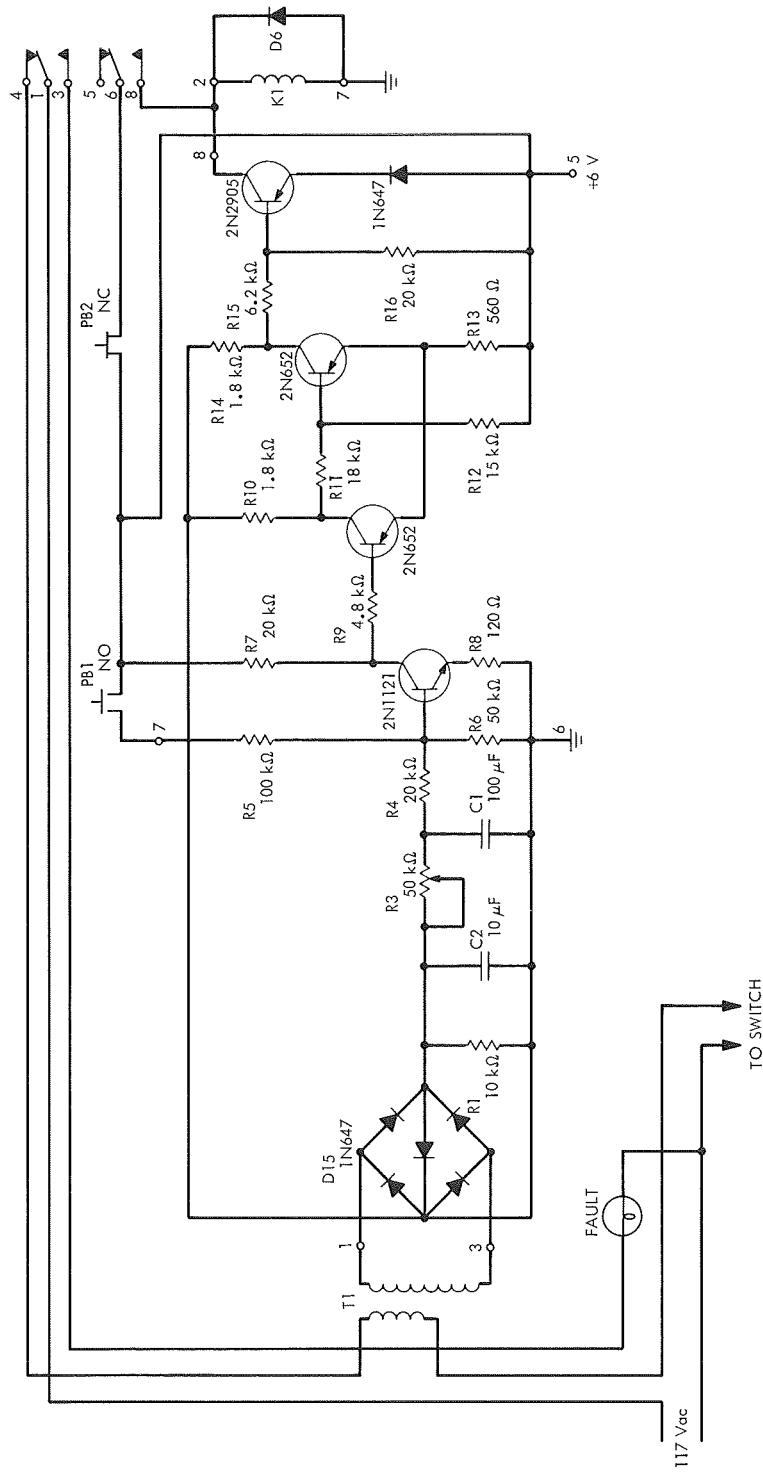 4
1
3
5
6
8
2
D6
K1
7
8
2N2905
1N647
5
+6 V
PB2
NC
R15
6.2 kΩ
R16
20 kΩ
R14
1.8 kΩ
2N652
R13
560 Ω
R10
1.8 kΩ
R11
18 kΩ
R12
15 kΩ
2N652
PB1
NO
R7
20 kΩ
R9
4.8 kΩ
7
2N1121
R8
120 Ω
R5
100 kΩ
R6
50 kΩ
6
R4
20 kΩ
C1
100 µF
R3
50 kΩ
C2
10 µF
R1
10 kΩ
D15
1N647
1
3
T1
FAULT
TO SWITCH
117 Vac